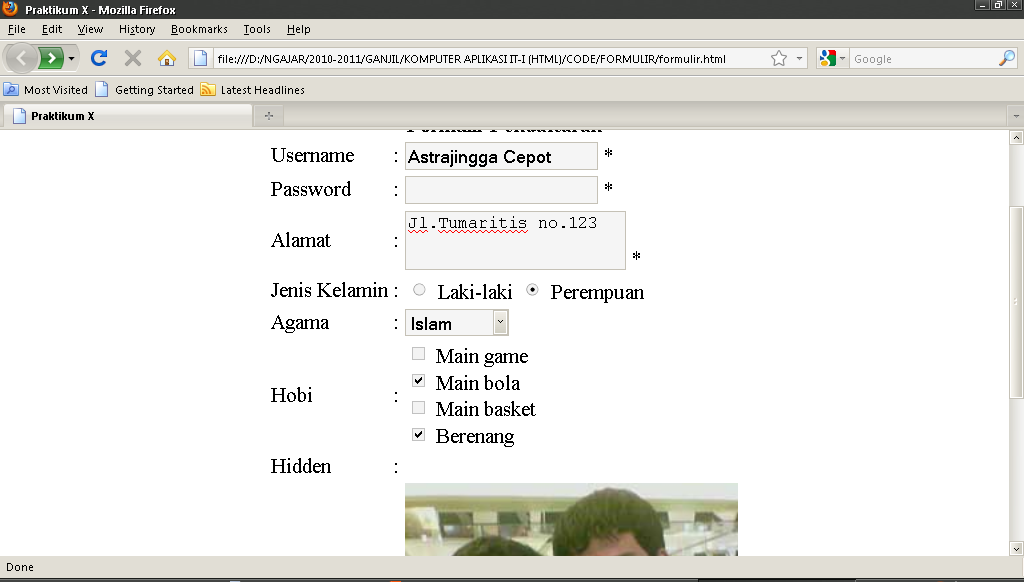 Praktikum X - Mozilla Firefox
File Edit View History Bookmarks Tools Help
file:///D:/NGAJAR/2010-2011/GANJIL/KOMPUTER APLIKASI IT-I (HTML)/CODE/FORMULIR/formulir.html Google
Most Visited Getting Started Latest Headlines
Praktikum X
Username : Astrajingga Cepot *
Password : *
Alamat : Jl.Tumaritis no.123 *
Jenis Kelamin : Laki-laki Perempuan
Agama : Islam
Hobi :
Main game
Main bola
Main basket
Berenang
Hidden :
Done